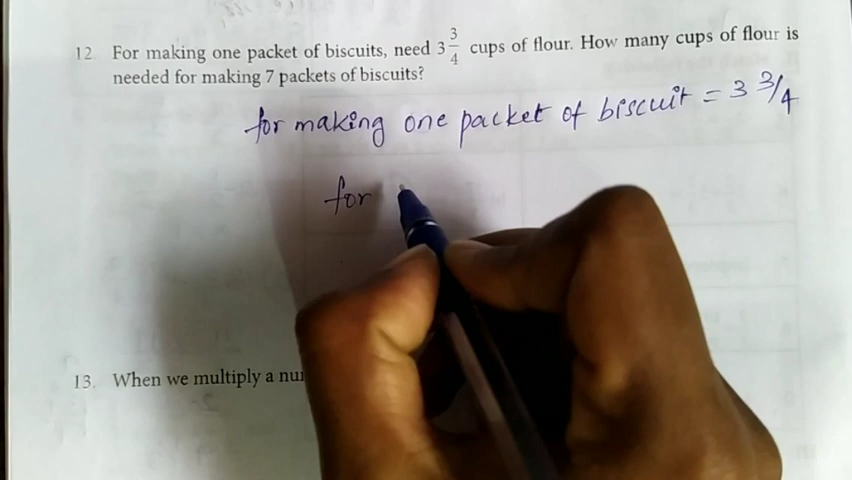 12 For making one packet of biscuits, need 3 3/4 cups of flour. How many cups of flour is
needed for making 7 packets of biscuits?
for making one packet of biscuit = 3 3/4
for
13. When we multiply a